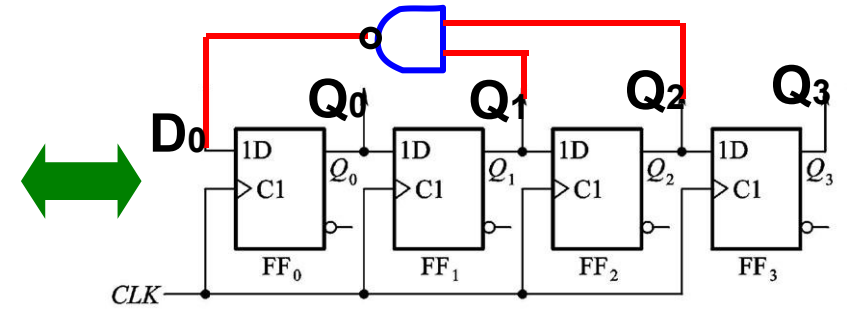 Q0 Q1 Q2 Q3
D0
1D Q0 1D Q1 1D Q2 1D Q3
C1 C1 C1 C1
FF0 FF1 FF2 FF3
CLK